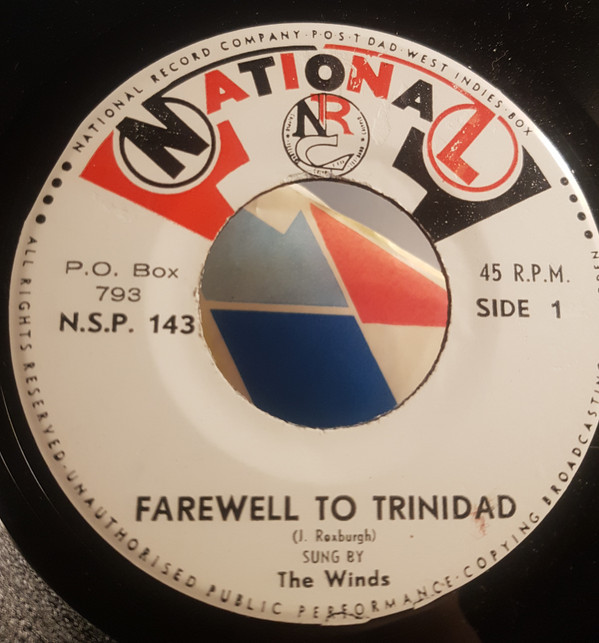 NATIONAL RECORD COMPANY·P·O·S·T DAD·WEST INDIES·BOX
NATIONAL
NRC
P.O. Box
793
N.S.P. 143
45 R.P.M.
SIDE 1
FAREWELL TO TRINIDAD
(J. Roxburgh)
SUNG BY
The Winds
ALL RIGHTS RESERVED·UNAUTHORISED PUBLIC PERFORMANCE·COPYING BROADCASTING